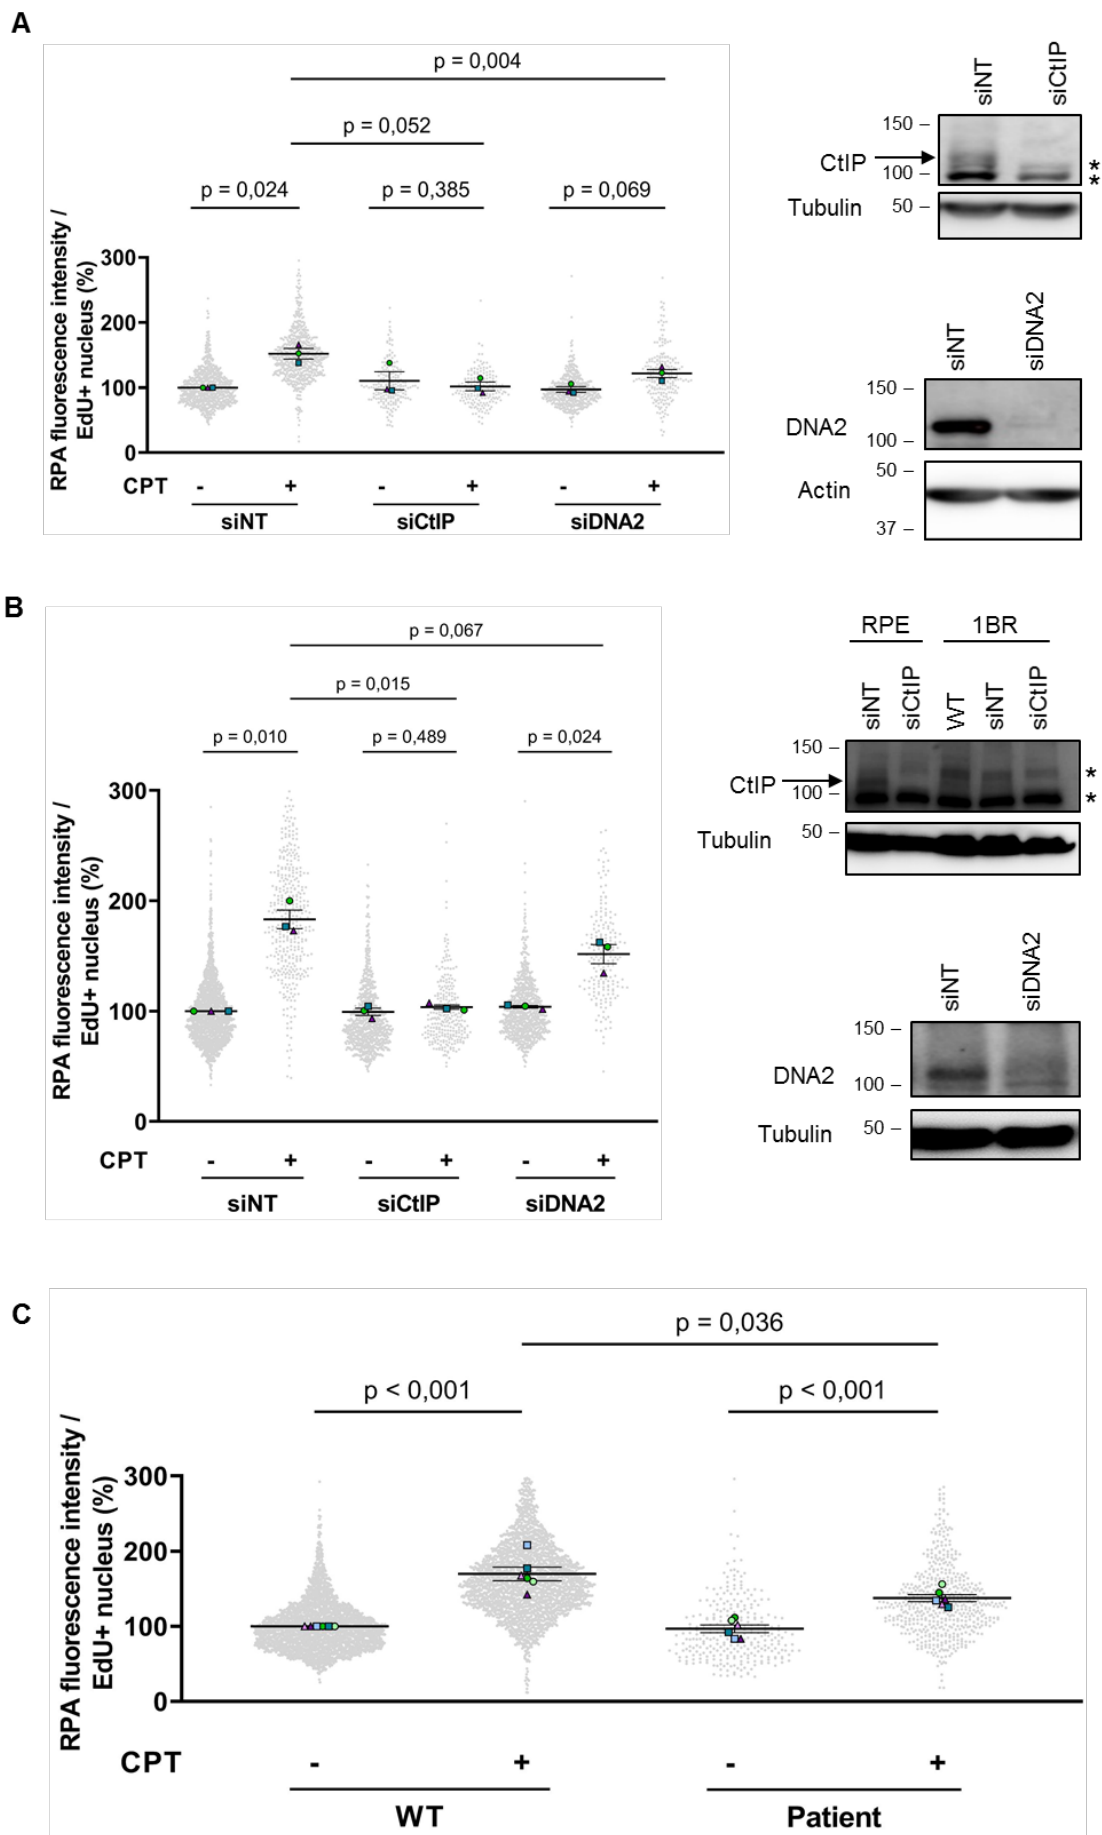 A
p = 0,004
p = 0,052
p = 0,024
p = 0,385
p = 0,069
RPA fluorescence intensity /
EdU+ nucleus (%)
300
200
100
0
CPT
-
+
-
+
-
+
siNT
siCtIP
siDNA2
siNT
siCtIP
150 –
CtIP
100 –
*
*
Tubulin
50 –
siNT
siDNA2
150 –
DNA2
100 –
50 –
Actin
37 –
B
p = 0,067
p = 0,015
p = 0,010
p = 0,489
p = 0,024
RPA fluorescence intensity /
EdU+ nucleus (%)
300
200
100
0
CPT
-
+
-
+
-
+
siNT
siCtIP
siDNA2
RPE
1BR
siNT
siCtIP
WT
siNT
siCtIP
150 –
CtIP
100 –
*
*
Tubulin
50 –
siNT
siDNA2
150 –
DNA2
100 –
Tubulin
50 –
C
p = 0,036
p < 0,001
p < 0,001
RPA fluorescence intensity /
EdU+ nucleus (%)
300
200
100
0
CPT
-
+
-
+
WT
Patient